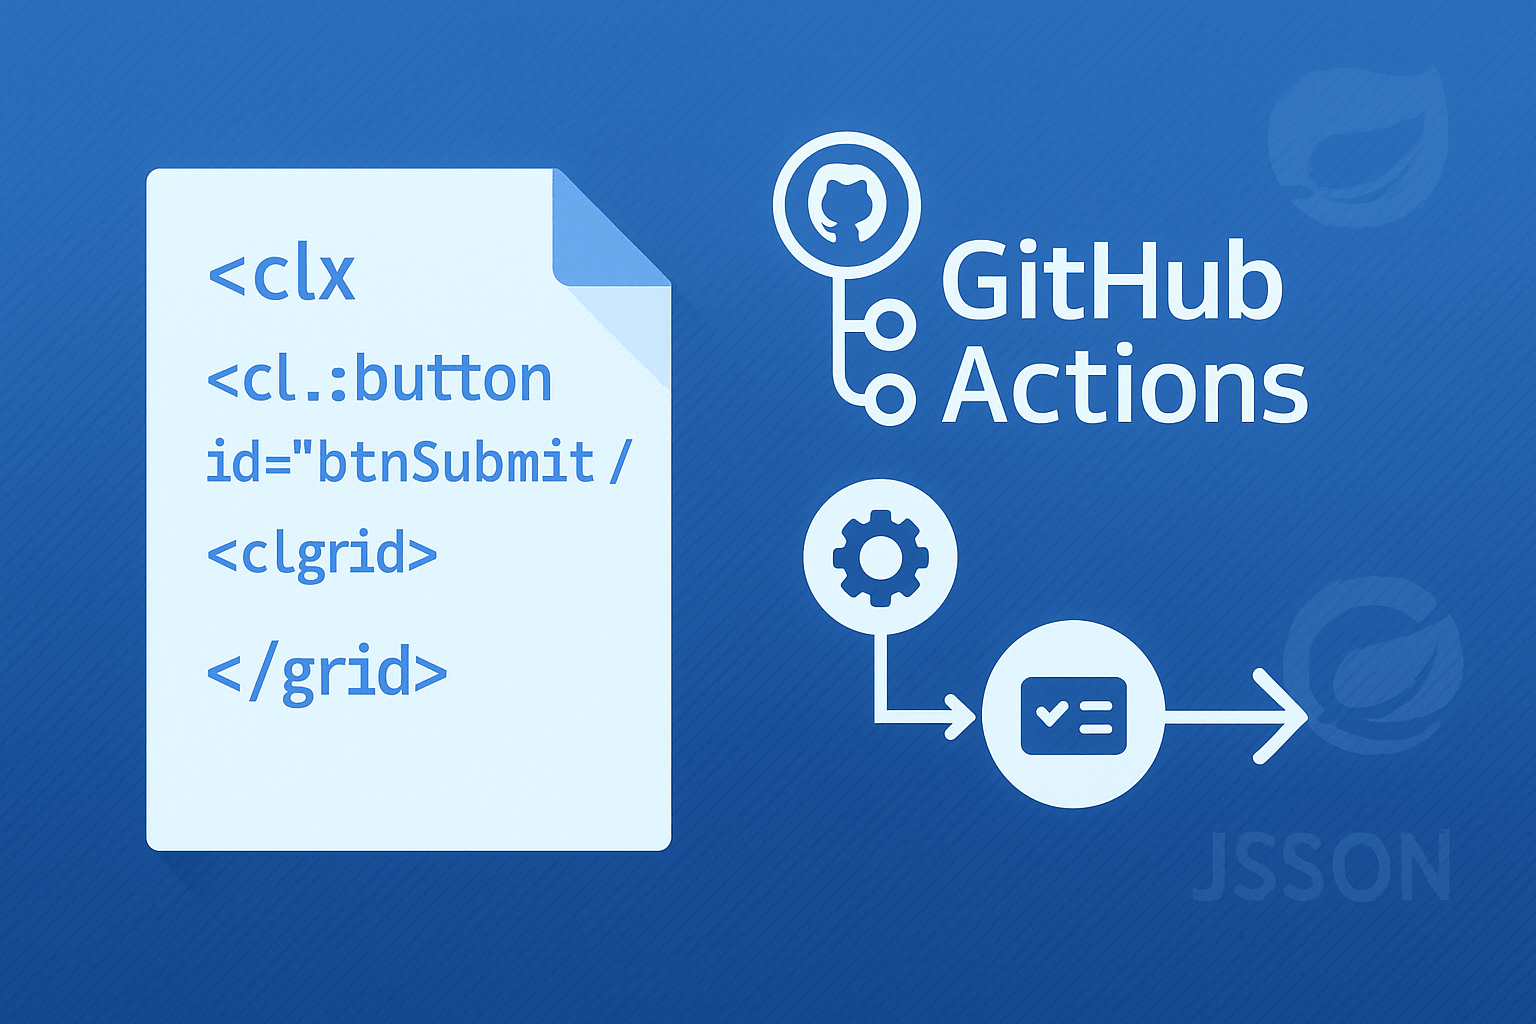 <clx
<cl.:button
id="btnSubmit /
<clgrid>
</grid>
GitHub
Actions
JSSON